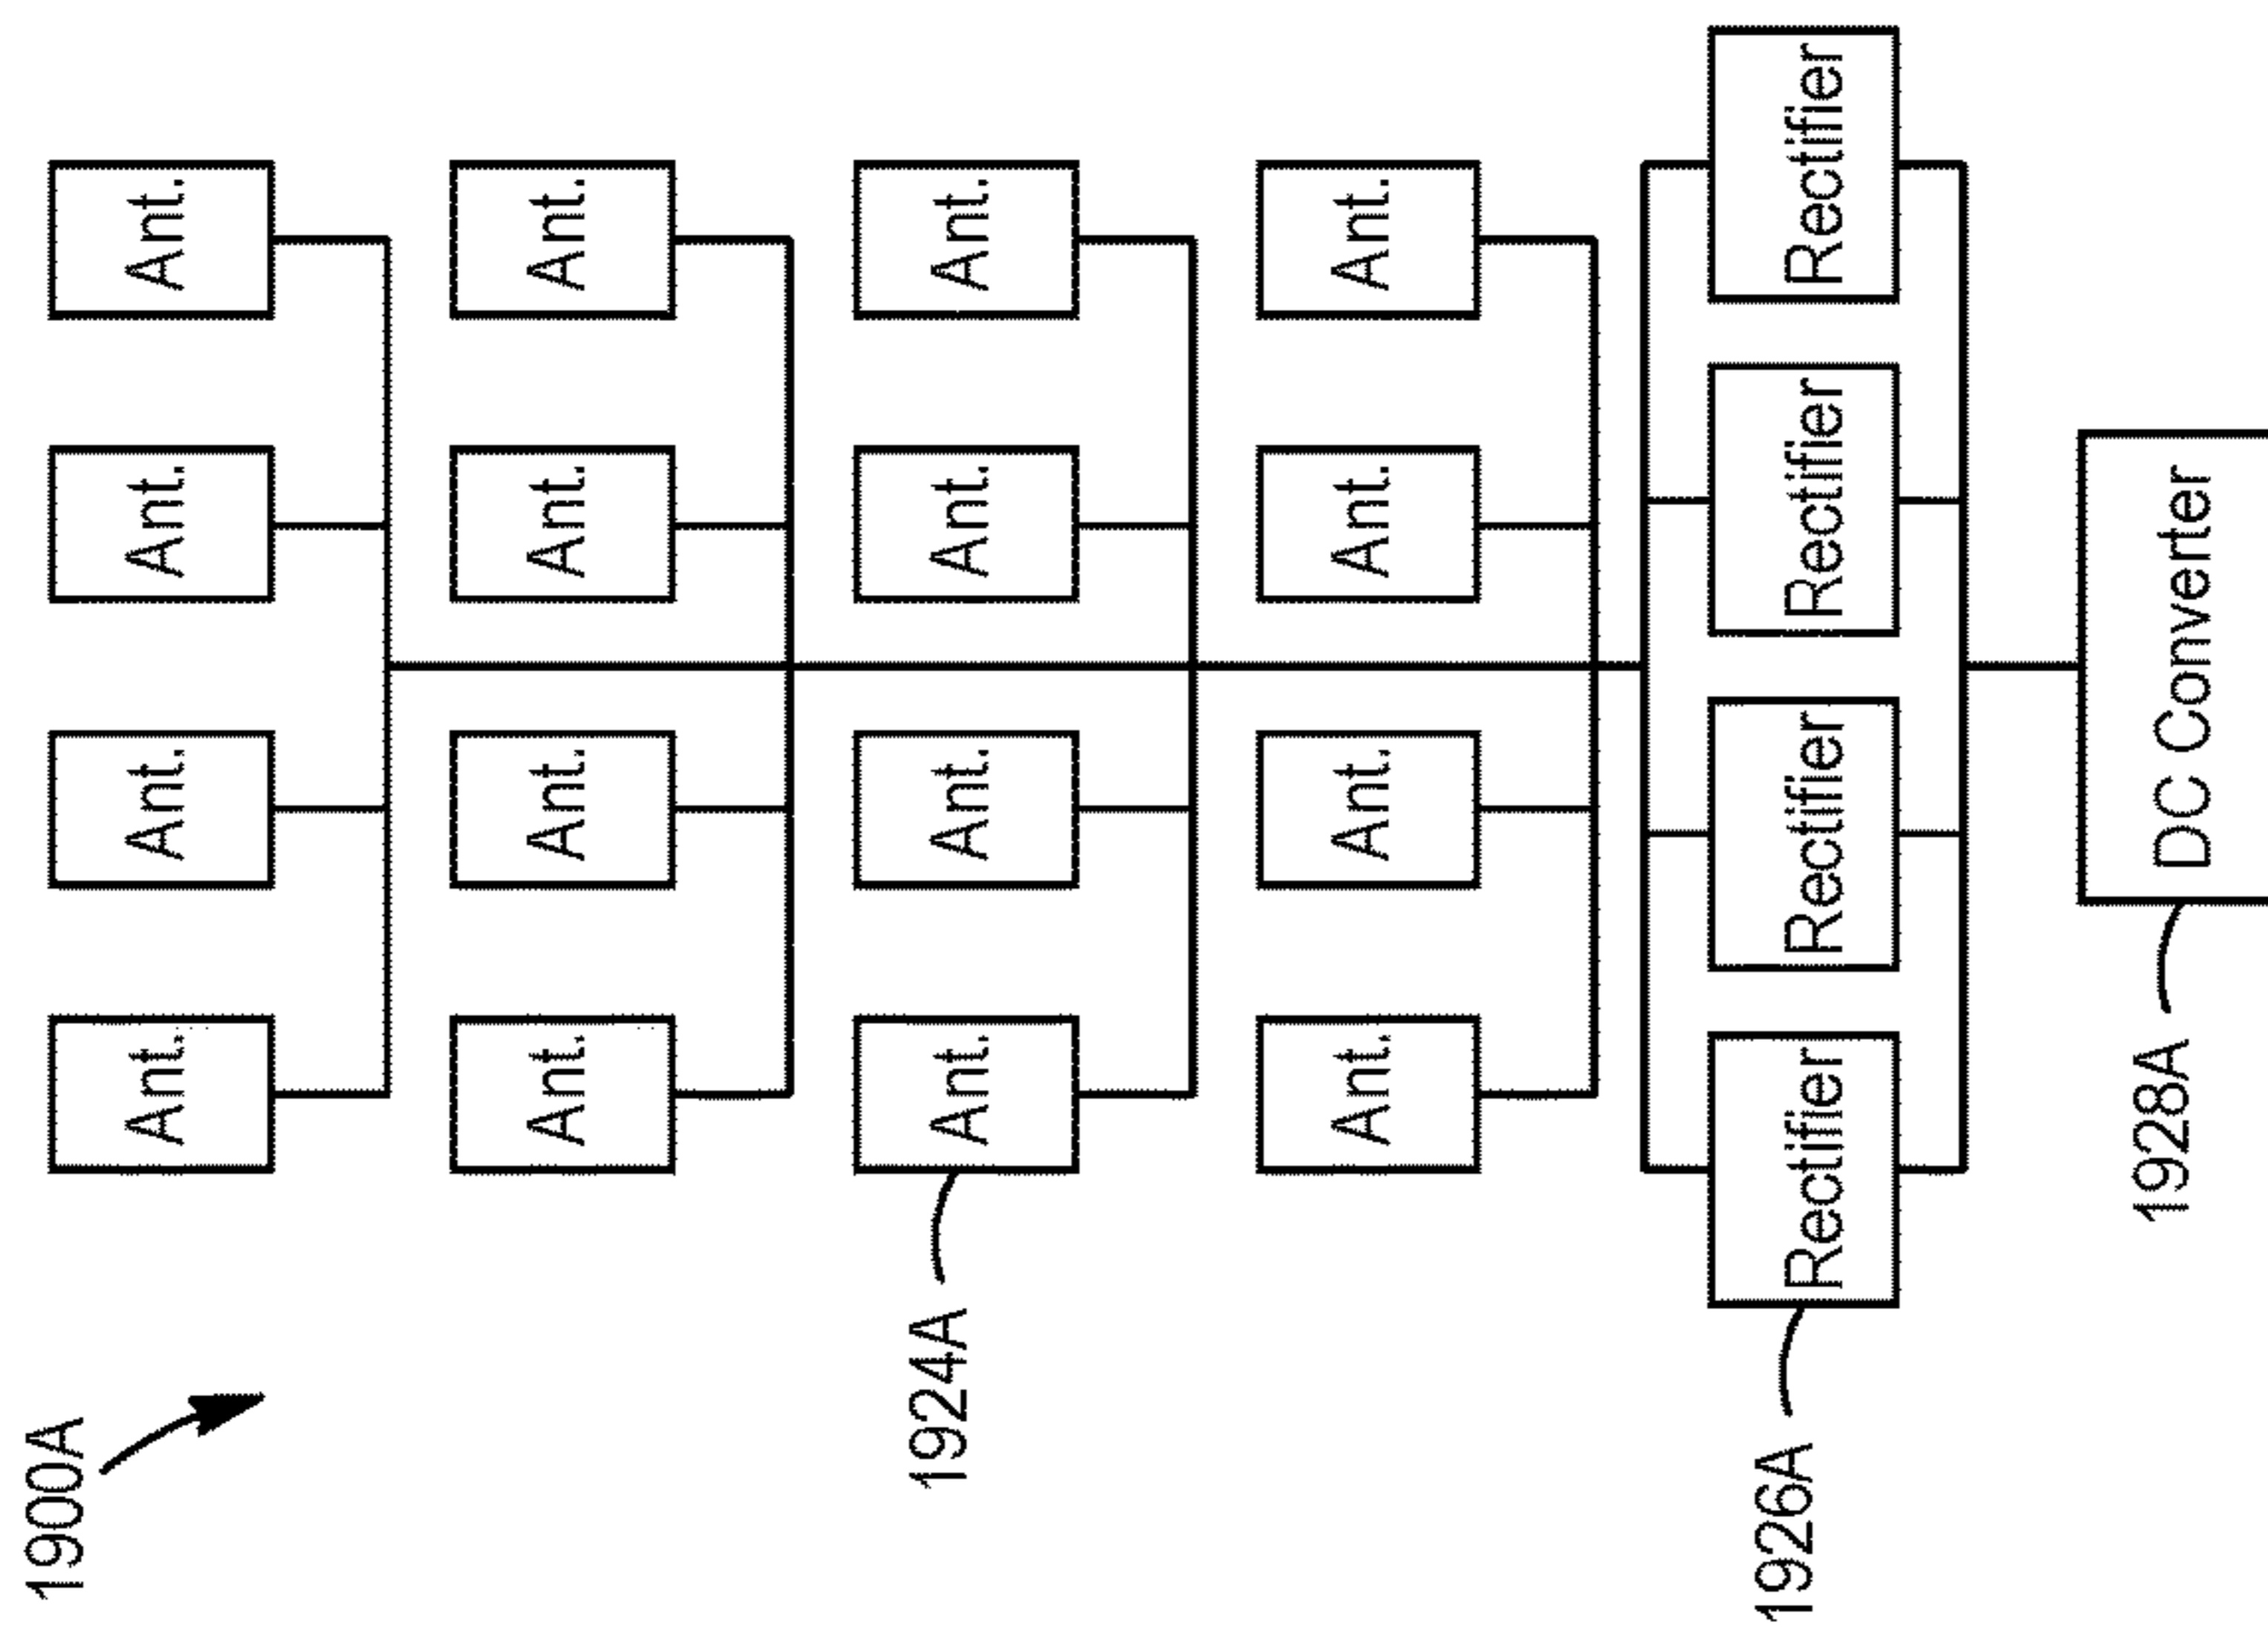 1900A
Ant.
Ant.
Ant.
Ant.
Ant.
Ant.
Ant.
Ant.
1924A
Ant.
Ant.
Ant.
Ant.
Ant.
Ant.
Ant.
Ant.
1926A
Rectifier
Rectifier
Rectifier
Rectifier
1928A
DC Converter